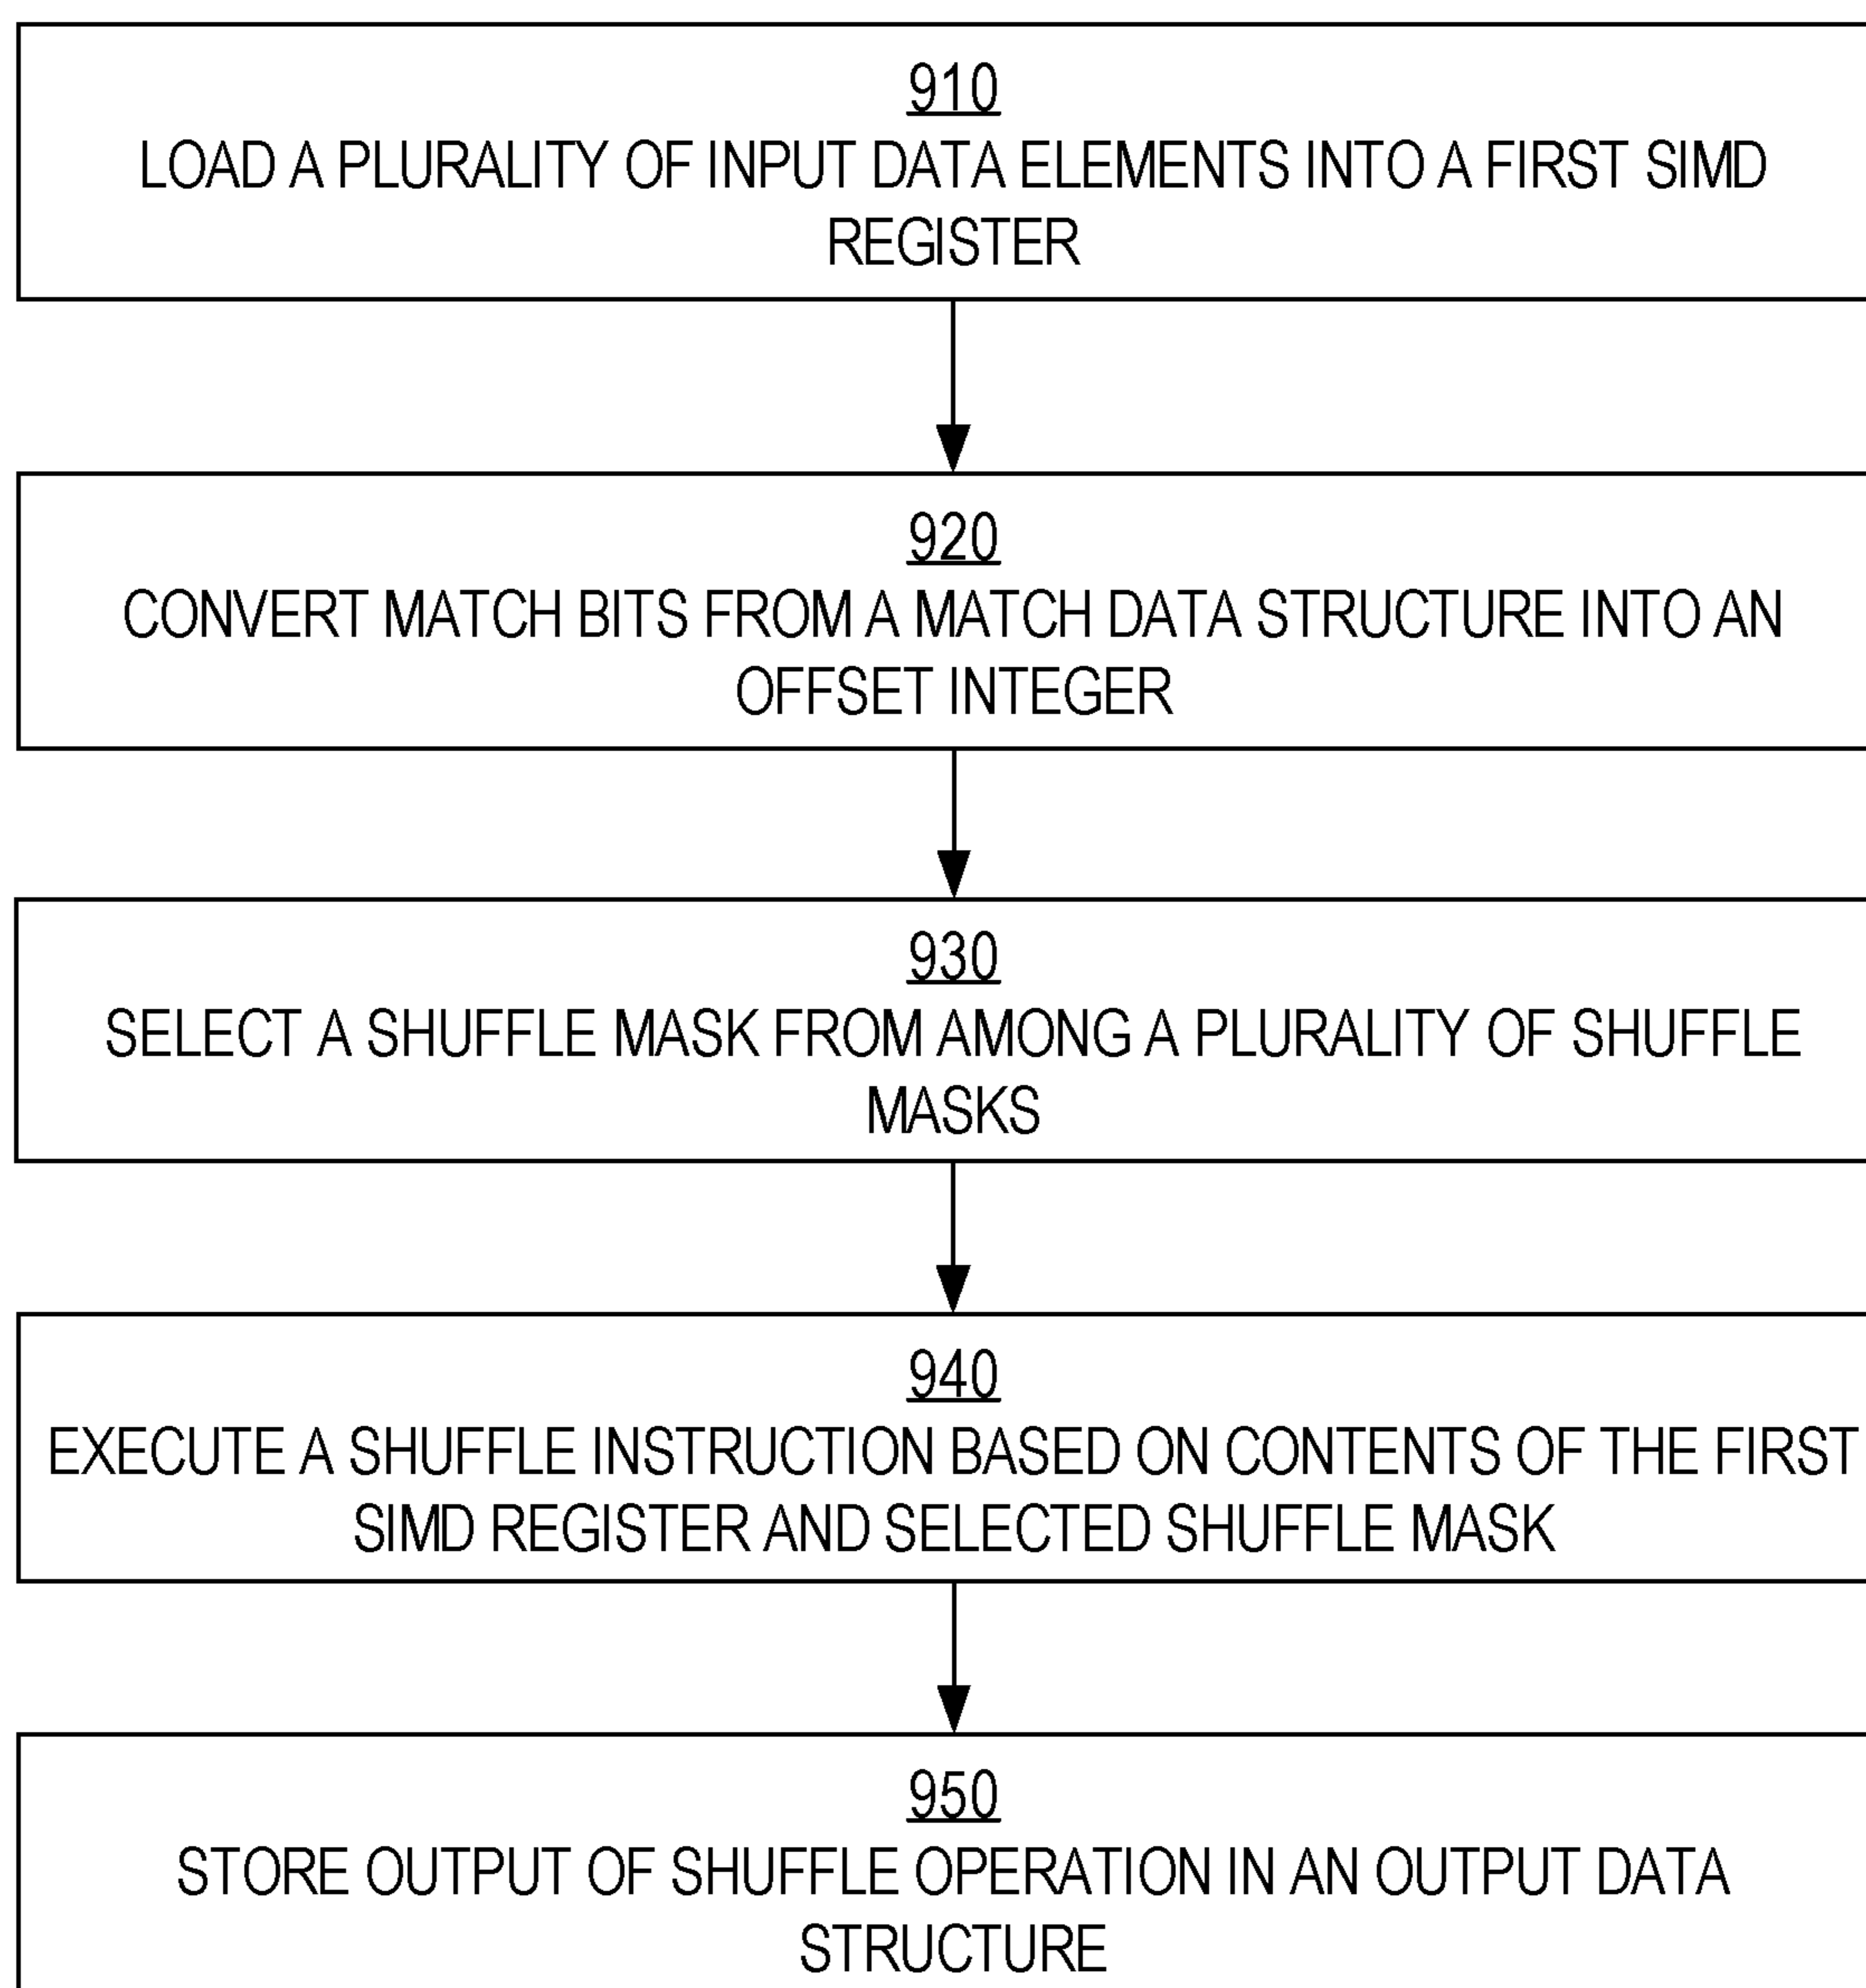 910
LOAD A PLURALITY OF INPUT DATA ELEMENTS INTO A FIRST SIMD
REGISTER
920
CONVERT MATCH BITS FROM A MATCH DATA STRUCTURE INTO AN
OFFSET INTEGER
930
SELECT A SHUFFLE MASK FROM AMONG A PLURALITY OF SHUFFLE
MASKS
940
EXECUTE A SHUFFLE INSTRUCTION BASED ON CONTENTS OF THE FIRST
SIMD REGISTER AND SELECTED SHUFFLE MASK
950
STORE OUTPUT OF SHUFFLE OPERATION IN AN OUTPUT DATA
STRUCTURE